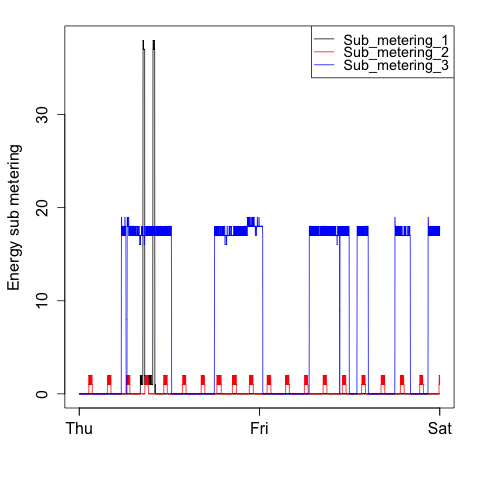 Sub_metering_1
Sub_metering_2
Sub_metering_3
Energy sub metering
30
20
10
0
Thu Fri Sat